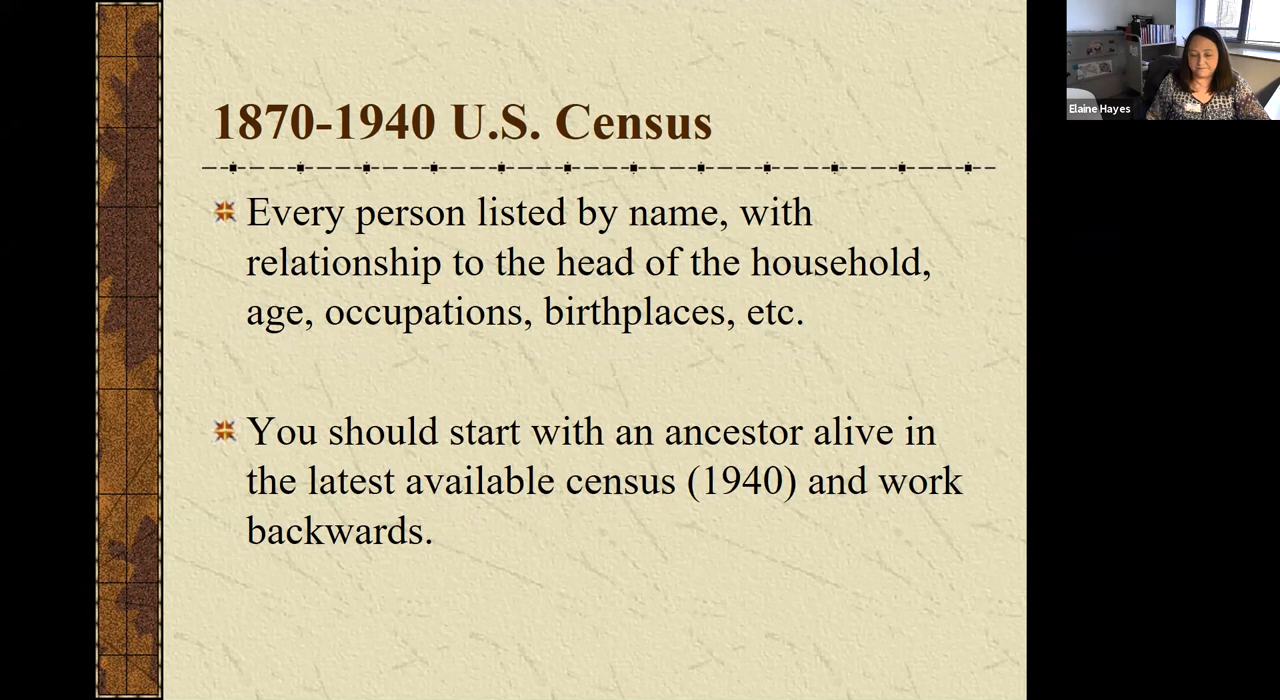 1870-1940 U.S. Census
Every person listed by name, with
relationship to the head of the household,
age, occupations, birthplaces, etc.
You should start with an ancestor alive in
the latest available census (1940) and work
backwards.
Elaine Hayes